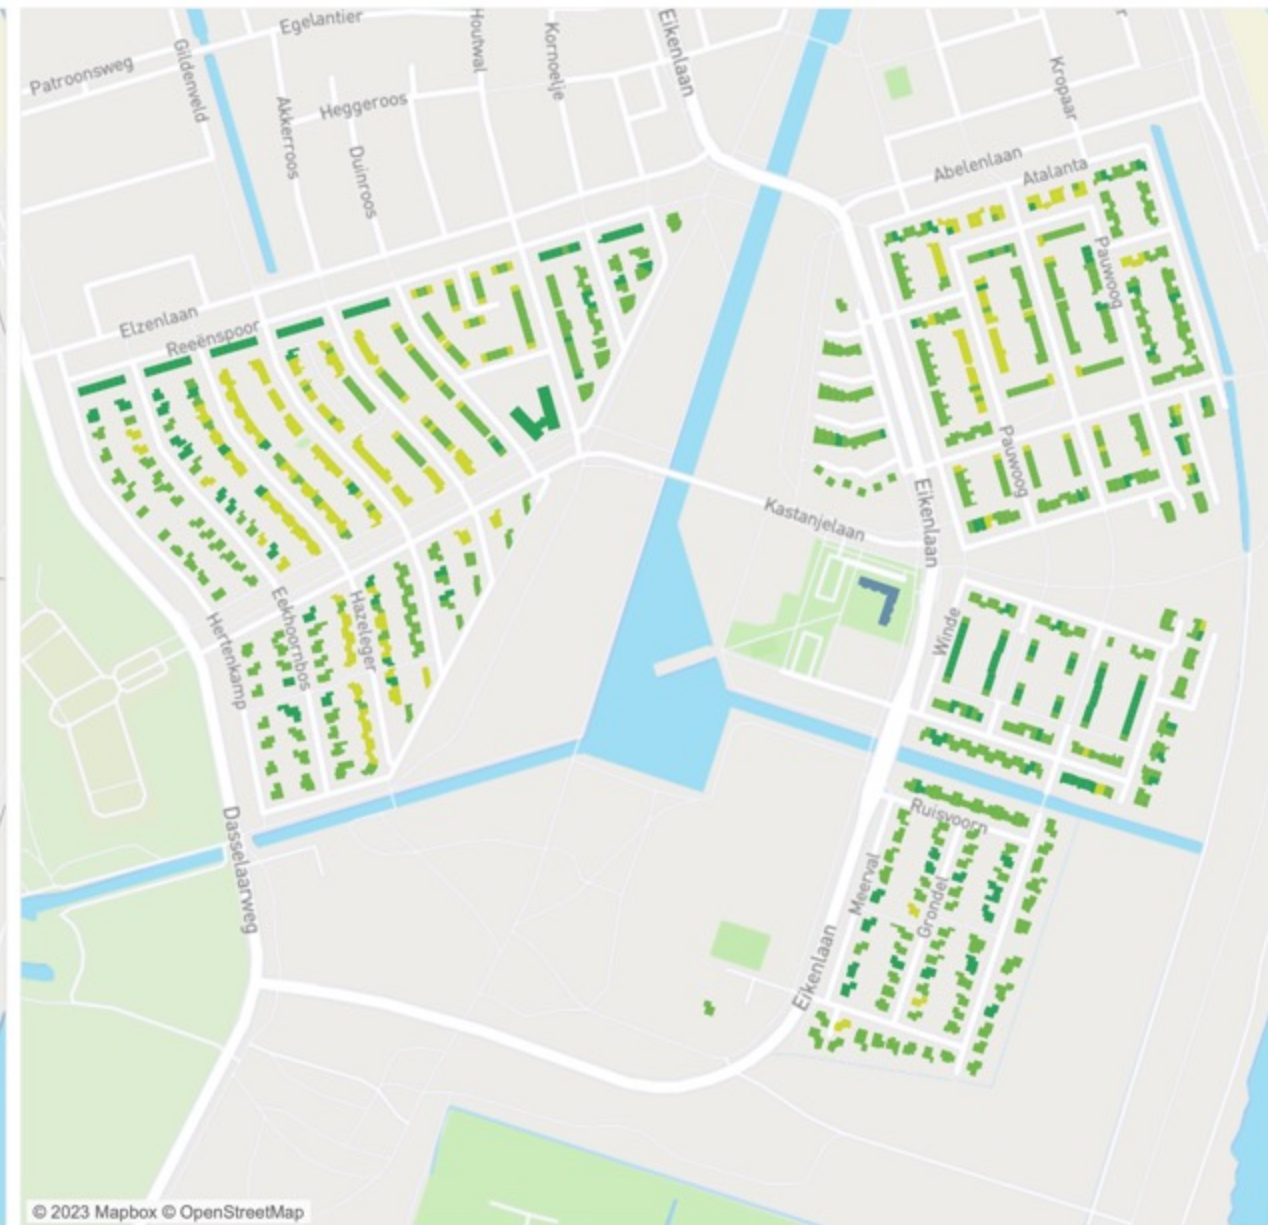 Egelantier
Patroonsweg
Gildenveld
Houtwal
Kornoelje
Eikenlaan
Kropaar
r
Akkerroos
Heggeroos
Duinroos
Abelenlaan
Atalanta
Pauwoog
Elzenlaan
Reeënspoor
Pauwoog
Kastanjelaan
Eikenlaan
Hertenkamp
Eekhoornbos
Hazeleger
Winde
Dasselaarweg
Ruisvoorn
Meerval
Grondel
Eikenlaan
© 2023 Mapbox © OpenStreetMap